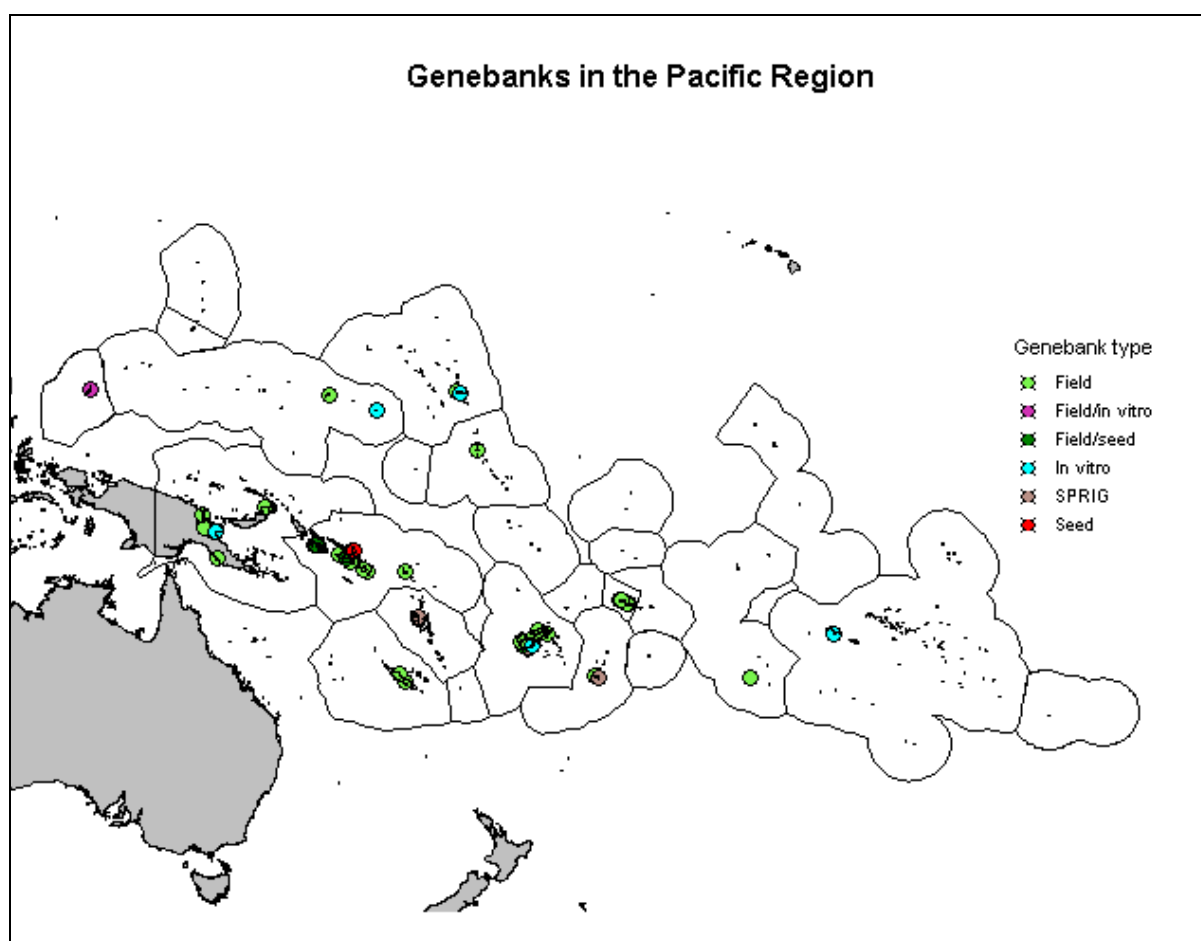 Genebanks in the Pacific Region
Genebank type
Field
Field/in vitro
Field/seed
In vitro
SPRIG
Seed